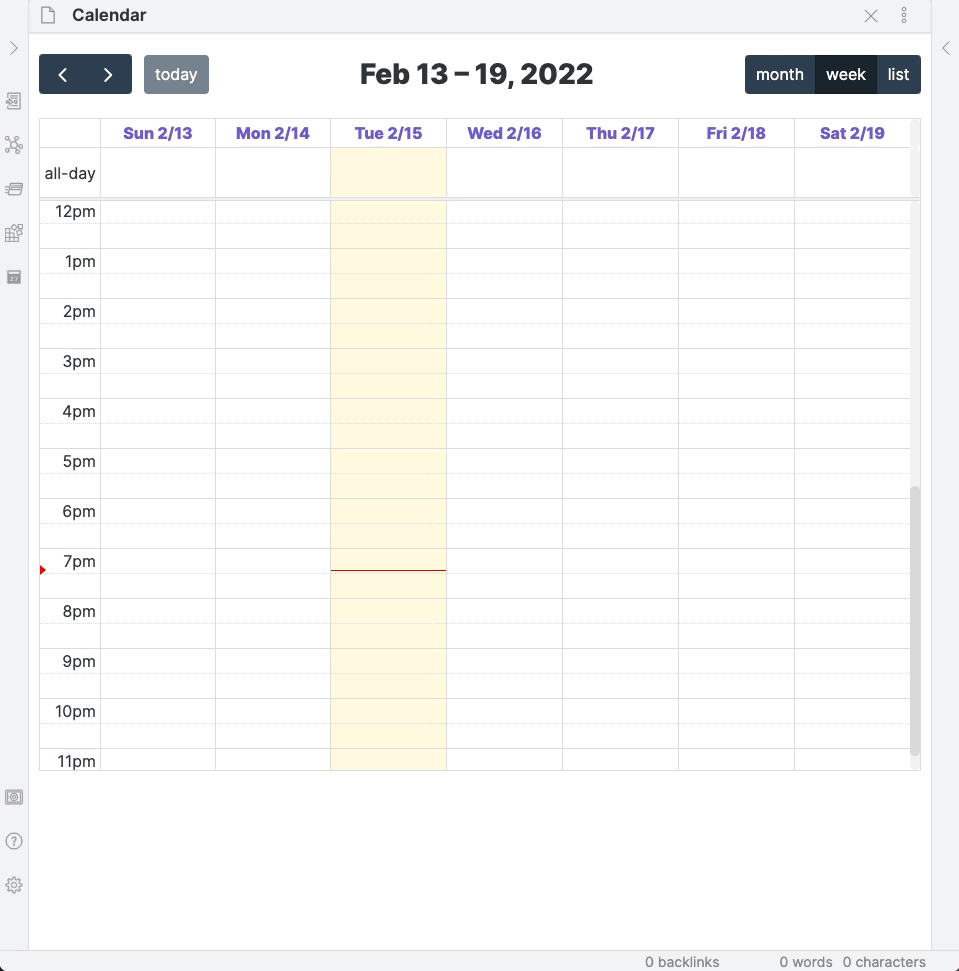 Calendar
today
Feb 13 – 19, 2022
month week list
Sun 2/13 Mon 2/14 Tue 2/15 Wed 2/16 Thu 2/17 Fri 2/18 Sat 2/19
all-day
12pm
1pm
2pm
3pm
4pm
5pm
6pm
7pm
8pm
9pm
10pm
11pm
0 backlinks 0 words 0 characters